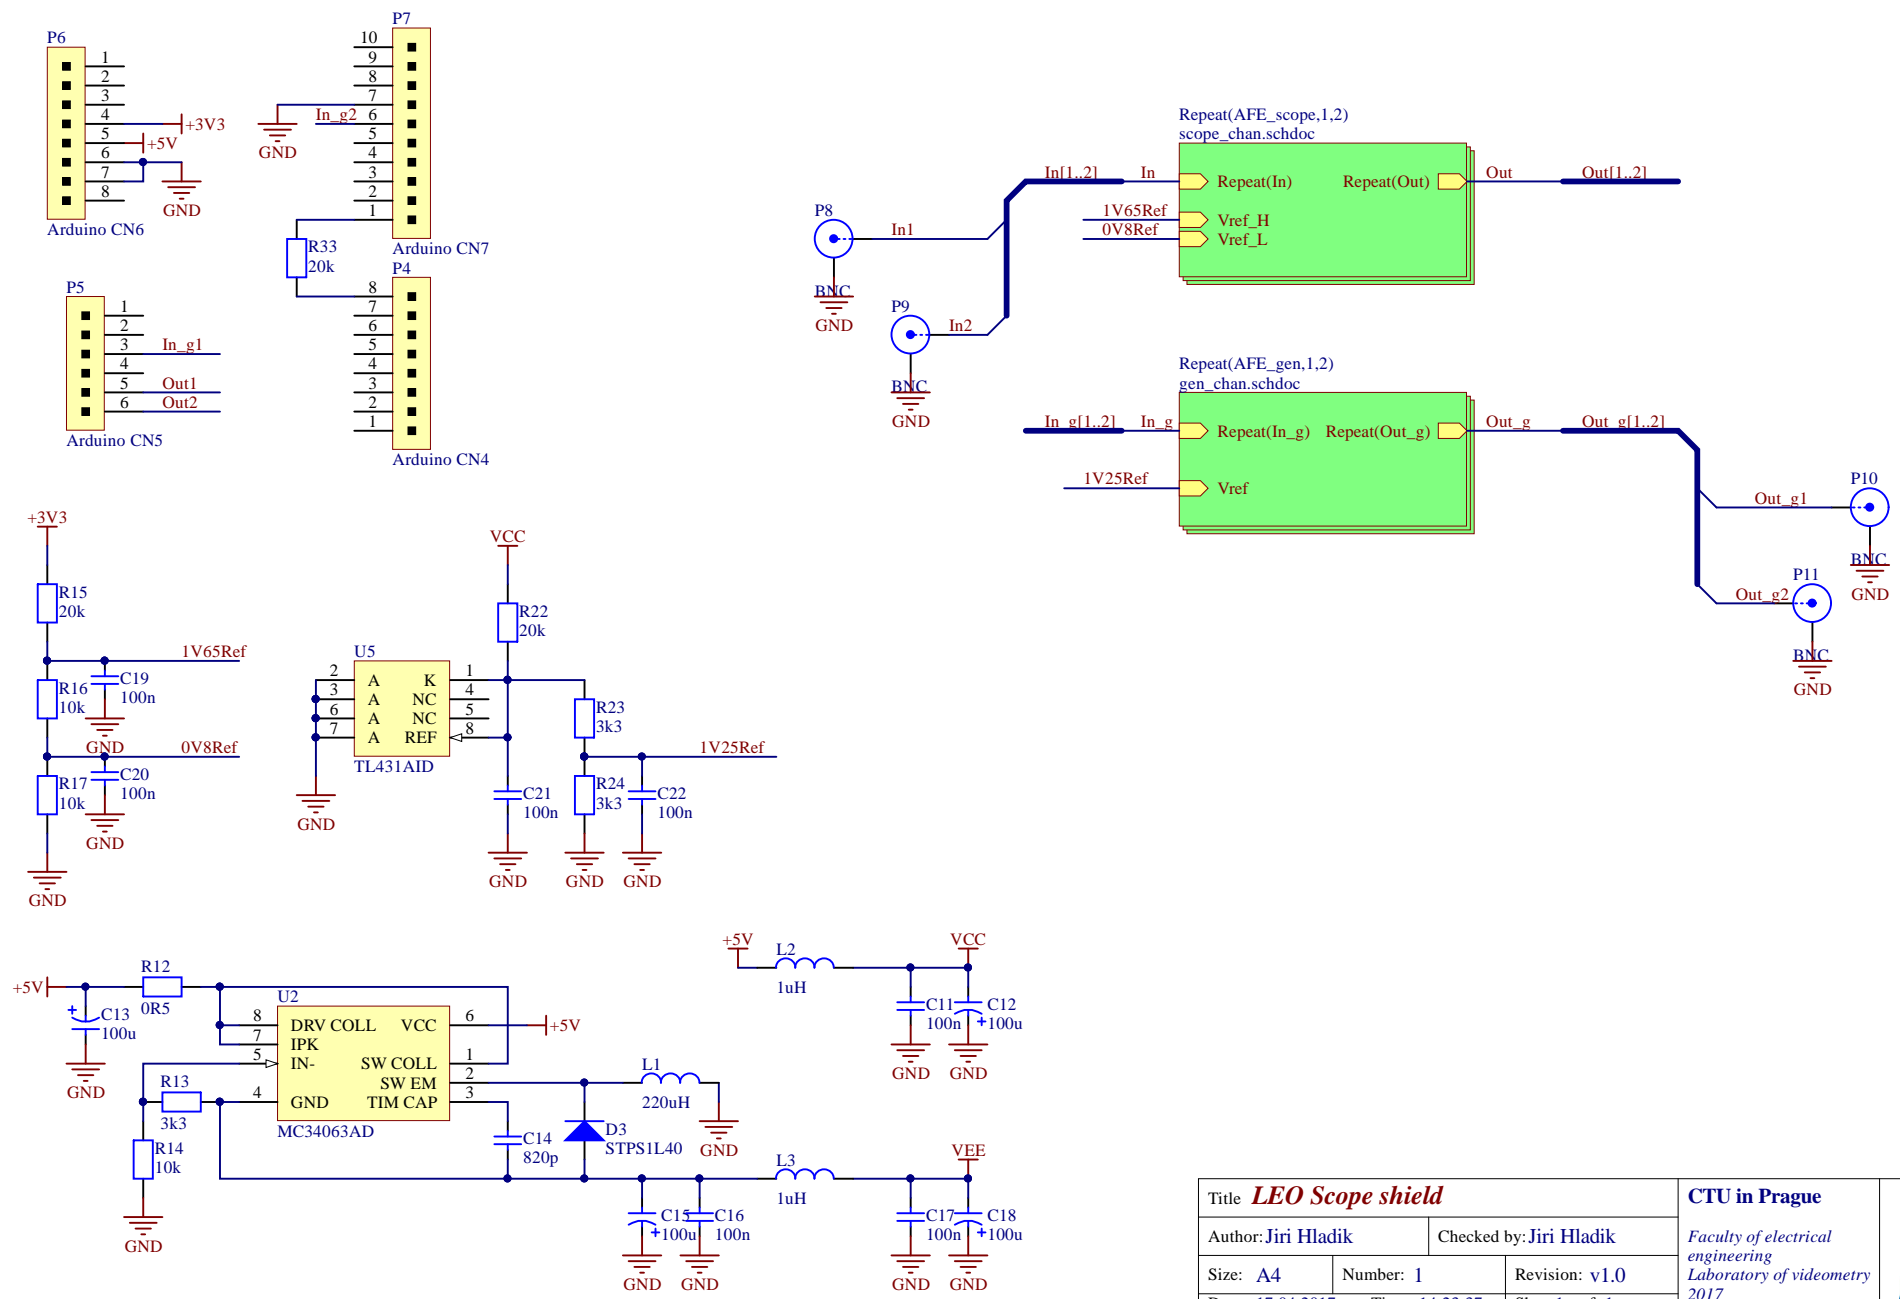 P6
1
2
3
4
5
6
7
8
+3V3
+5V
GND
Arduino CN6
P7
10
9
8
7
6
5
4
3
2
1
In_g2
GND
Arduino CN7
R33
20k
P4
8
7
6
5
4
3
2
1
Arduino CN4
P5
1
2
3
4
5
6
In_g1
Out1
Out2
Arduino CN5
P8
In1
BNC
GND
P9
In2
BNC
GND
Repeat(AFE_scope,1,2)
scope_chan.schdoc
In[1..2]
In
Repeat(In)
Repeat(Out)
Out
Out[1..2]
1V65Ref
Vref_H
0V8Ref
Vref_L
Repeat(AFE_gen,1,2)
gen_chan.schdoc
In_g[1..2]
In_g
Repeat(In_g)
Repeat(Out_g)
Out_g
Out_g[1..2]
1V25Ref
Vref
P10
Out_g1
BNC
GND
P11
Out_g2
BNC
GND
+3V3
R15
20k
1V65Ref
R16
10k
C19
100n
GND
0V8Ref
R17
10k
C20
100n
GND
GND
VCC
R22
20k
U5
2
3
6
7
A
A
A
A
K
NC
NC
REF
1
4
5
8
TL431AID
GND
R23
3k3
1V25Ref
R24
3k3
C21
100n
C22
100n
GND
GND
GND
+5V
R12
0R5
C13
100u
GND
U2
8
7
5
4
DRV COLL
IPK
IN-
GND
VCC
SW COLL
SW EM
TIM CAP
6
1
2
3
+5V
MC34063AD
R13
3k3
R14
10k
GND
L1
220uH
GND
C14
820p
D3
STPS1L40
+5V
L2
1uH
VCC
C11
100n
C12
100u
GND
GND
L3
1uH
VEE
C15
100u
C16
100n
C17
100n
C18
100u
GND
GND
GND
GND
Title LEO Scope shield
CTU in Prague
Author: Jiri Hladik
Checked by: Jiri Hladik
Faculty of electrical
engineering
Laboratory of videometry
2017
Size: A4
Number: 1
Revision: v1.0